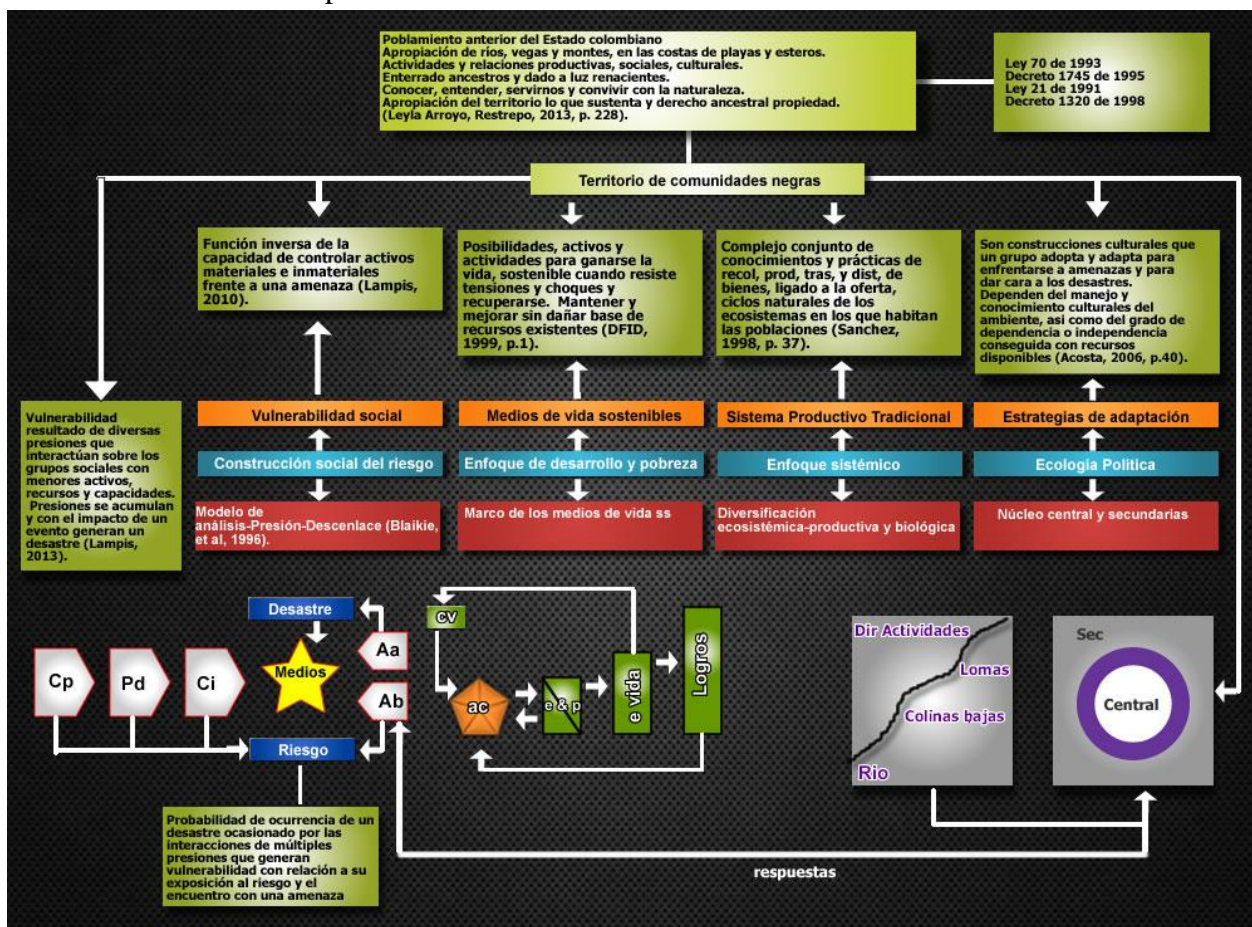 Poblamiento anterior del Estado colombiano
Apropiación de ríos, vegas y montes, en las costas de playas y esteros.
Actividades y relaciones productivas, sociales, culturales.
Enterrado ancestros y dado a luz renacientes.
Conocer, entender, servirnos y convivir con la naturaleza.
Apropiación del territorio lo que sustenta y derecho ancestral propiedad.
(Leyla Arroyo, Restrepo, 2013, p. 228).
Ley 70 de 1993
Decreto 1745 de 1995
Ley 21 de 1991
Decreto 1320 de 1998
Territorio de comunidades negras
Función inversa de la
capacidad de controlar activos
materiales e inmateriales
frente a una amenaza (Lampis,
2010).
Posibilidades, activos y
actividades para ganarse la
vida, sostenible cuando resiste
tensiones y choques y
recuperarse. Mantener y
mejorar sin dañar base de
recursos existentes (DFID,
1999, p.1).
Complejo conjunto de
conocimientos y prácticas de
recol, prod, tras, y dist, de
bienes, ligado a la oferta,
ciclos naturales de los
ecosistemas en los que habitan
las poblaciones (Sanchez,
1998, p. 37).
Son construcciones culturales que
un grupo adopta y adapta para
enfrentarse a amenazas y para
dar cara a los desastres.
Dependen del manejo y
conocimiento culturales del
ambiente, asi como del grado de
dependencia o independencia
conseguida con recursos
disponibles (Acosta, 2006, p.40).
Vulnerabilidad
resultado de diversas
presiones que
interactúan sobre los
grupos sociales con
menores activos,
recursos y capacidades.
Presiones se acumulan
y con el impacto de un
evento generan un
desastre (Lampis,
2013).
Vulnerabilidad social
Medios de vida sostenibles
Sistema Productivo Tradicional
Estrategias de adaptación
Construcción social del riesgo
Enfoque de desarrollo y pobreza
Enfoque sistémico
Ecologia Politica
Modelo de
análisis-Presión-Descenlace (Blaikie,
et al, 1996).
Marco de los medios de vida ss
Diversificación
ecosistémica-productiva y biológica
Núcleo central y secundarias
Desastre
Cp
Pd
Ci
Medios
Aa
Ab
Riesgo
Probabilidad de ocurrencia de un
desastre ocasionado por las
interacciones de múltiples
presiones que generan
vulnerabilidad con relación a su
exposición al riesgo y el
encuentro con una amenaza
cv
ac
e & p
e vida
Logros
Dir Actividades
Lomas
Colinas bajas
Rio
Sec
Central
respuestas